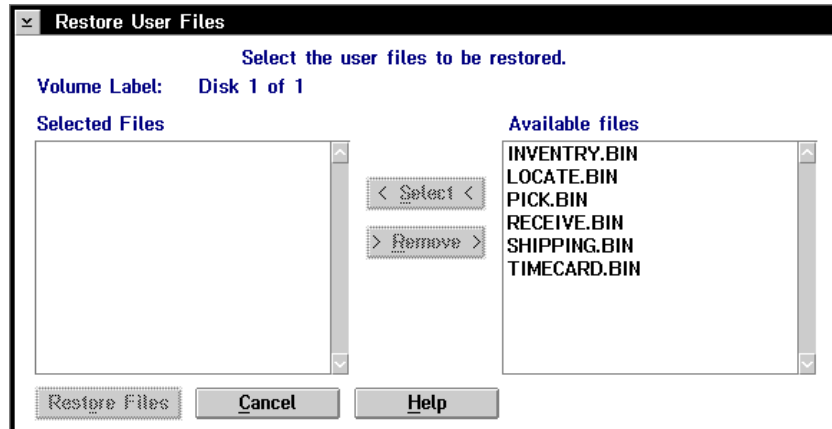 Restore User Files
Select the user files to be restored.
Volume Label: Disk 1 of 1
Selected Files
Available files
INVENTRY.BIN
LOCATE.BIN
PICK.BIN
RECEIVE.BIN
SHIPPING.BIN
TIMECARD.BIN
< Select <
> Remove >
Restore Files Cancel Help